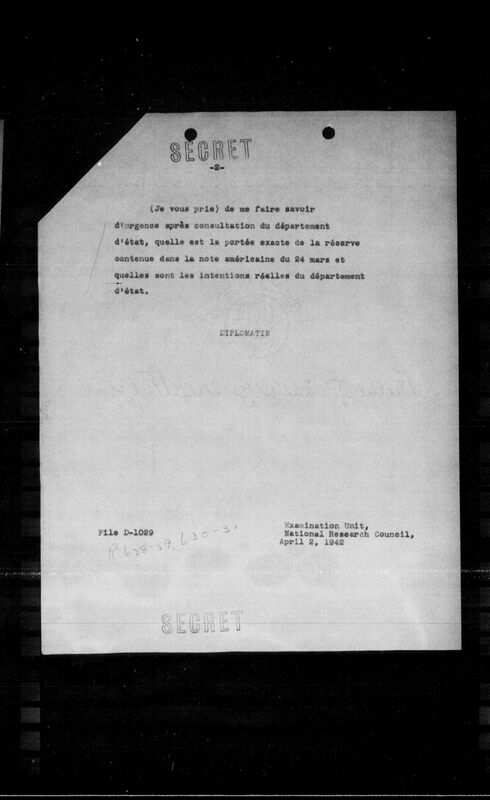 SECRET
-2-
(Je vous prie) de me faire savoir
d'urgence après consultation du département
d'état, quelle est la portée exacte de la réserve
contenue dans la note américaine du 24 mars et
quelles sont les intentions réelles du département
d'état.
DIPLOMATIE
File D-1029
Examination Unit,
National Research Council,
April 2, 1942
SECRET